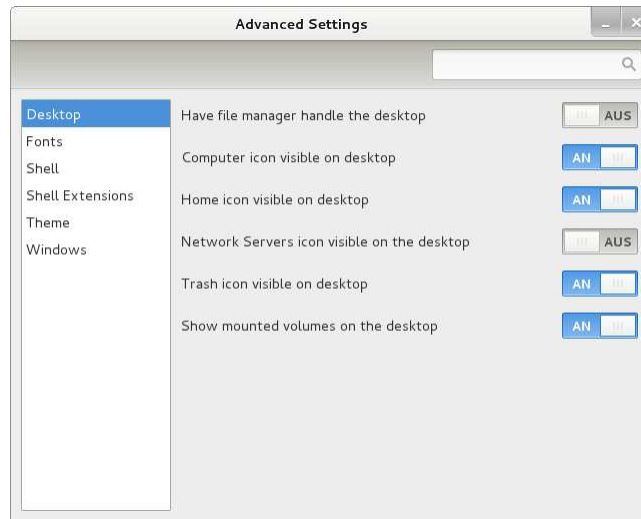 Advanced Settings
Desktop
Fonts
Shell
Shell Extensions
Theme
Windows
Have file manager handle the desktop AUS
Computer icon visible on desktop AN
Home icon visible on desktop AN
Network Servers icon visible on the desktop AUS
Trash icon visible on desktop AN
Show mounted volumes on the desktop AN